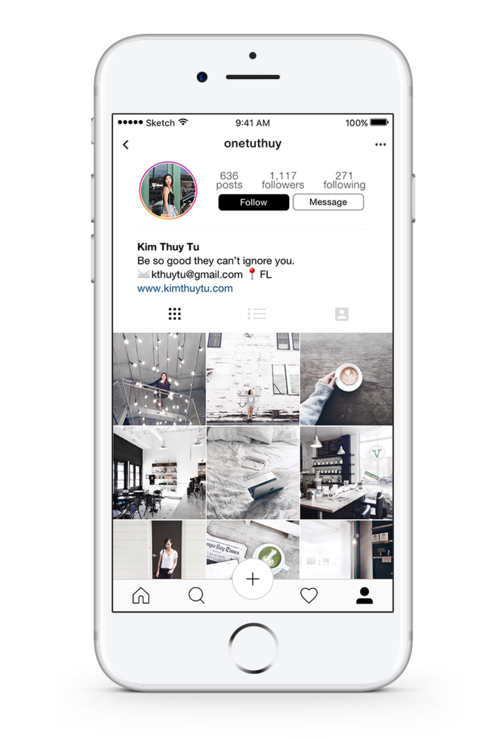 Sketch 9:41 AM 100%
onetuthuy
636 1,117 271
posts followers following
Follow Message
Kim Thuy Tu
Be so good they can't ignore you.
kthuytu@gmail.com FL
www.kimthuytu.com